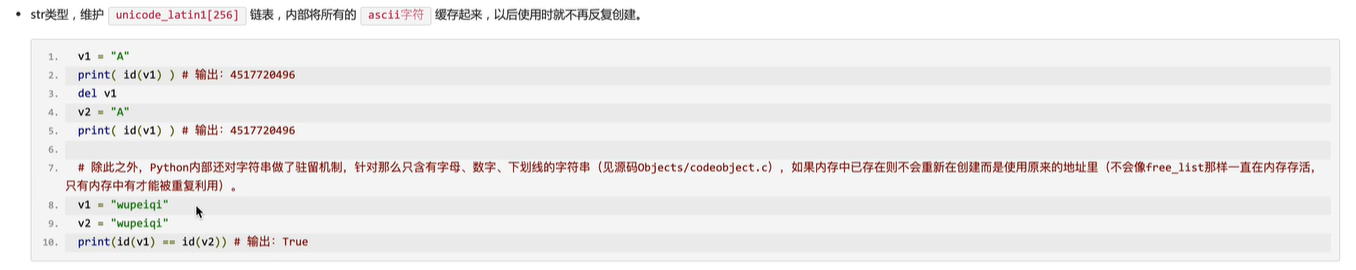 • str类型，维护 unicode_latin1[256] 链表，内部将所有的 ascii字符 缓存起来，以后使用时就不再反复创建。
1. v1 = "A"
2. print( id(v1) ) # 输出：4517720496
3. del v1
4. v2 = "A"
5. print( id(v1) ) # 输出：4517720496
6.
7. # 除此之外，Python内部还对字符串做了驻留机制，针对那么只含有字母、数字、下划线的字符串（见源码Objects/codeobject.c），如果内存中已存在则不会重新在创建而是使用原来的地址里（不会像free_list那样一直在内存存活，
只有内存中有才能被重复利用）。
8. v1 = "wupeiqi"
9. v2 = "wupeiqi"
10. print(id(v1) == id(v2)) # 输出：True